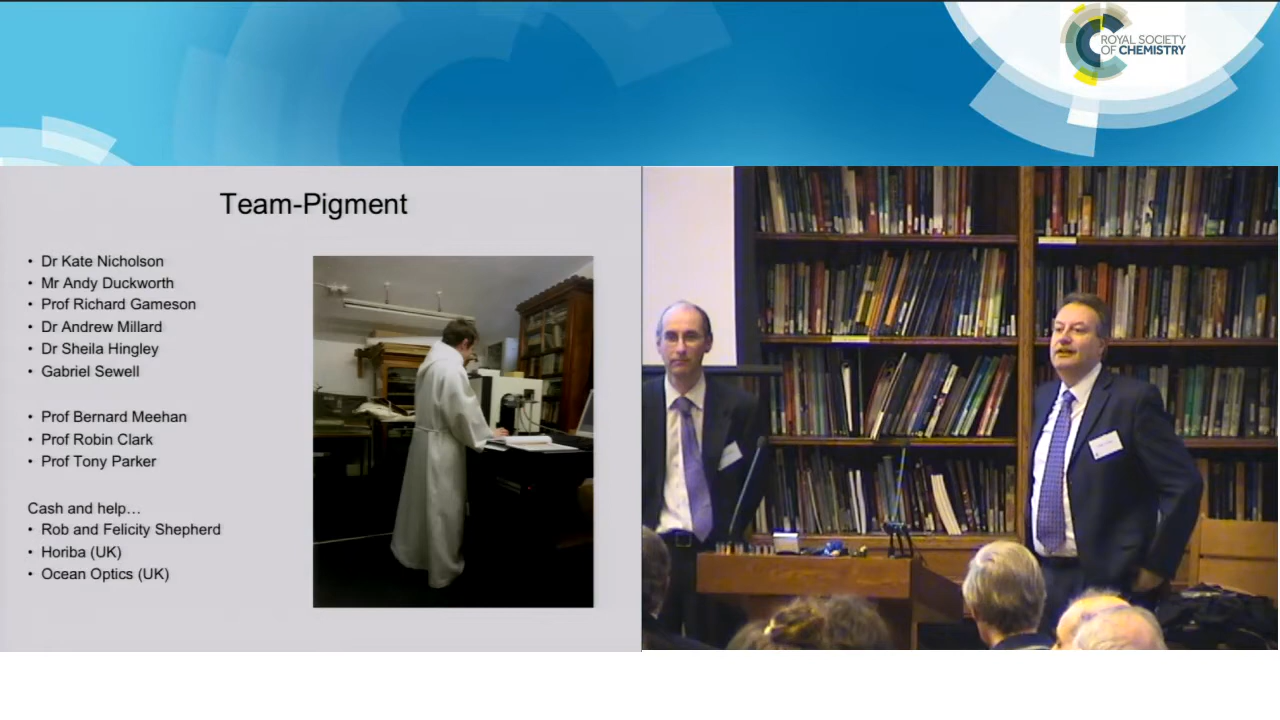 ROYAL SOCIETY
OF CHEMISTRY
Team-Pigment
• Dr Kate Nicholson
• Mr Andy Duckworth
• Prof Richard Gameson
• Dr Andrew Millard
• Dr Sheila Hingley
• Gabriel Sewell
• Prof Bernard Meehan
• Prof Robin Clark
• Prof Tony Parker
Cash and help…
• Rob and Felicity Shepherd
• Horiba (UK)
• Ocean Optics (UK)